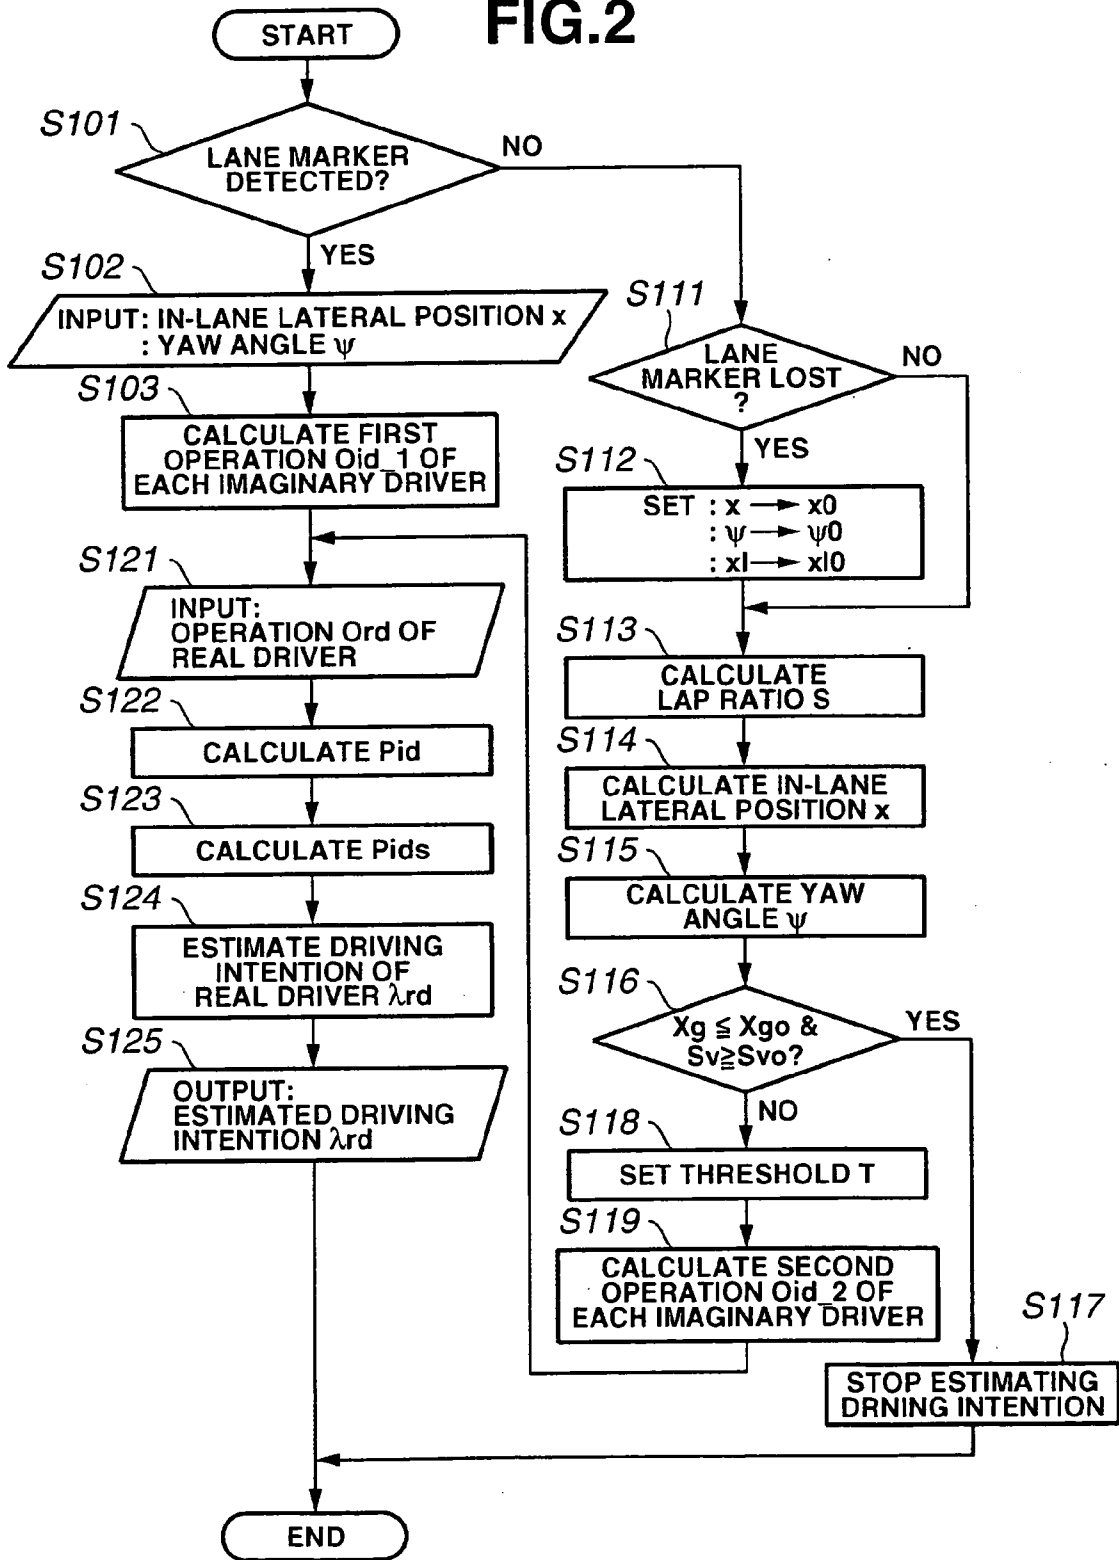 FIG.2
START
S101
LANE MARKER
DETECTED?
NO
YES
S102
INPUT: IN-LANE LATERAL POSITION x
: YAW ANGLE ψ
S103
CALCULATE FIRST
OPERATION Oid_1 OF
EACH IMAGINARY DRIVER
S121
INPUT:
OPERATION Ord OF
REAL DRIVER
S122
CALCULATE Pid
S123
CALCULATE Pids
S124
ESTIMATE DRIVING
INTENTION OF
REAL DRIVER λrd
S125
OUTPUT:
ESTIMATED DRIVING
INTENTION λrd
S111
LANE
MARKER LOST
?
NO
YES
S112
SET : x → x0
: ψ → ψ0
: xl → xl0
S113
CALCULATE
LAP RATIO S
S114
CALCULATE IN-LANE
LATERAL POSITION x
S115
CALCULATE YAW
ANGLE ψ
S116
Xg ≦ Xgo &
Sv≧Svo?
YES
NO
S118
SET THRESHOLD T
S119
CALCULATE SECOND
OPERATION Oid_2 OF
EACH IMAGINARY DRIVER
S117
STOP ESTIMATING
DRNING INTENTION
END